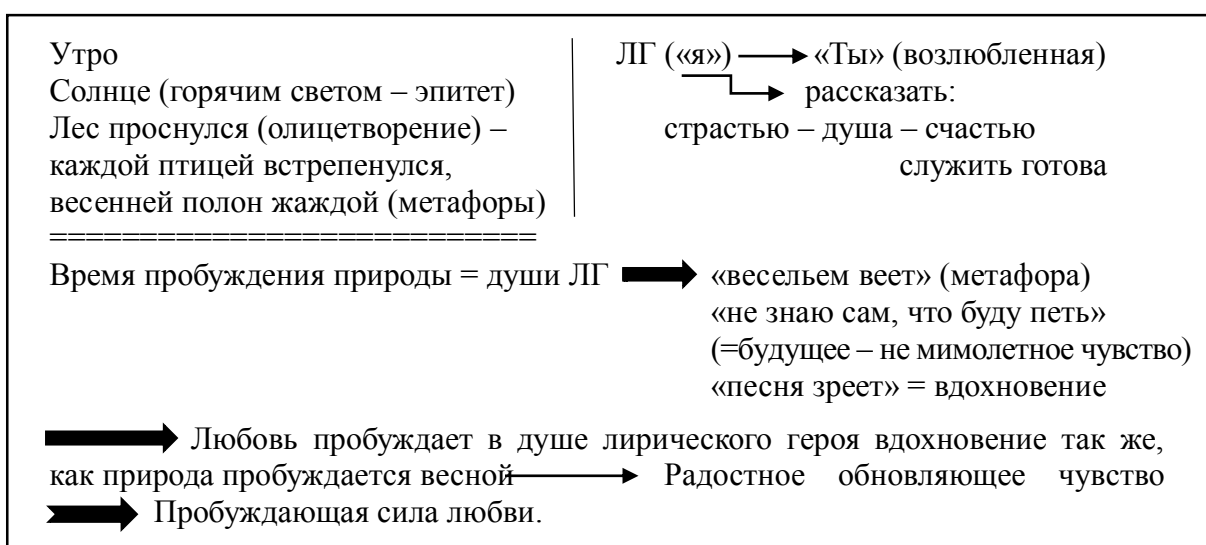 Утро
Солнце (горячим светом – эпитет)
Лес проснулся (олицетворение) –
каждой птицей встрепенулся,
весенней полон жаждой (метафоры)
===========================
ЛГ («я») → «Ты» (возлюбленная)
→ рассказать:
страстью – душа – счастью
служить готова
Время пробуждения природы = души ЛГ → «весельем веет» (метафора)
«не знаю сам, что буду петь»
(=будущее – не мимолетное чувство)
«песня зреет» = вдохновение
→ Любовь пробуждает в душе лирического героя вдохновение так же,
как природа пробуждается весной → Радостное обновляющее чувство
→ Пробуждающая сила любви.